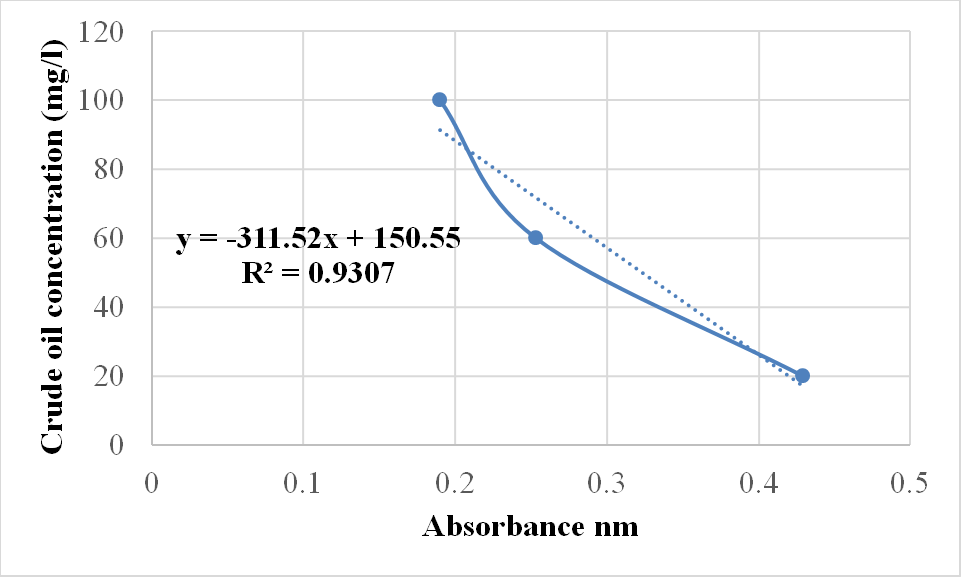 Crude oil concentration (mg/l)
120
100
80
60
40
20
0
y = -311.52x + 150.55
R² = 0.9307
0 0.1 0.2 0.3 0.4 0.5
Absorbance nm